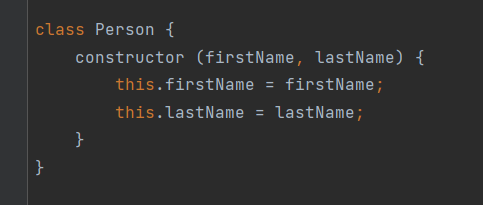 class Person {
    constructor (firstName, lastName) {
        this.firstName = firstName;
        this.lastName = lastName;
    }
}